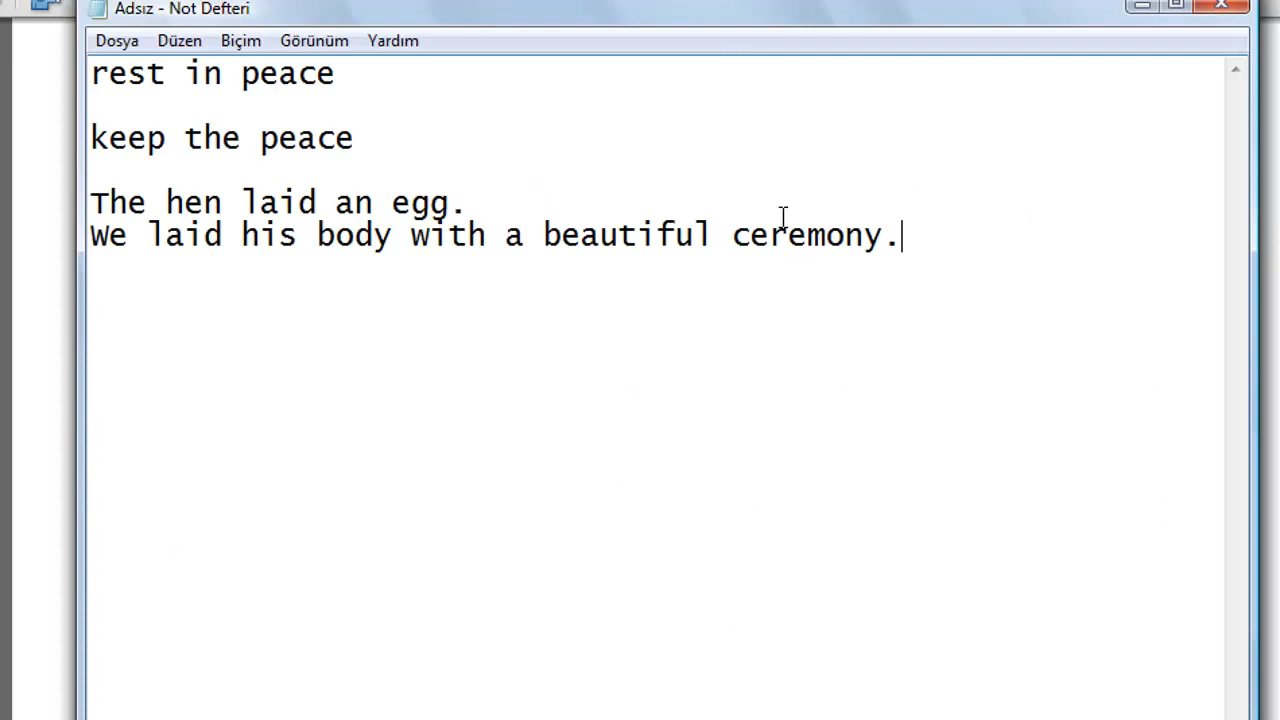 Adsız - Not Defteri
Dosya Düzen Biçim Görünüm Yardım
rest in peace
keep the peace
The hen laid an egg.
We laid his body with a beautiful ceremony.